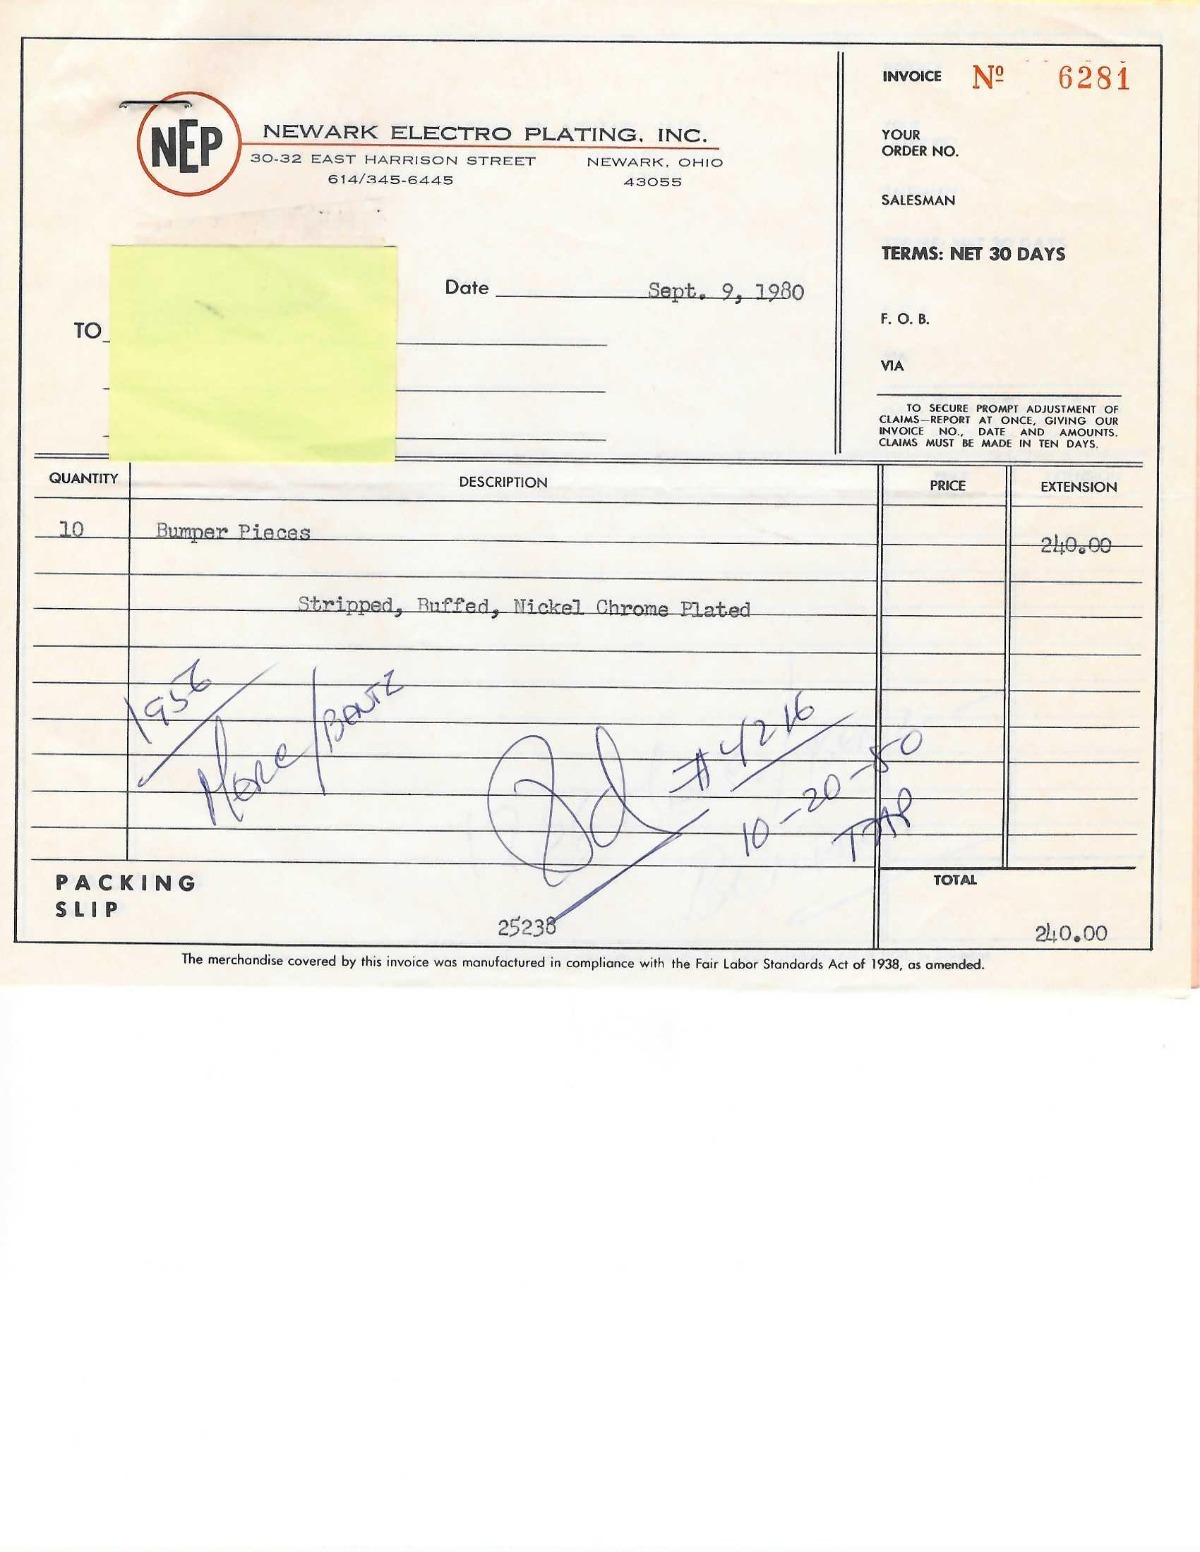 INVOICE Nº 6281
NEP
NEWARK ELECTRO PLATING, INC.
30-32 EAST HARRISON STREET NEWARK, OHIO
614/345-6445 43055
YOUR
ORDER NO.
SALESMAN
TERMS: NET 30 DAYS
Date Sept. 9, 1980
F. O. B.
TO
VIA
TO SECURE PROMPT ADJUSTMENT OF
CLAIMS—REPORT AT ONCE, GIVING OUR
INVOICE NO., DATE AND AMOUNTS.
CLAIMS MUST BE MADE IN TEN DAYS.
QUANTITY DESCRIPTION PRICE EXTENSION
10 Bumper Pieces 240.00
Stripped, Buffed, Nickel Chrome Plated
1956
Merc/BENTZ
Pd #4216
10-20-80
TAP
PACKING
SLIP
TOTAL
25238
240.00
The merchandise covered by this invoice was manufactured in compliance with the Fair Labor Standards Act of 1938, as amended.